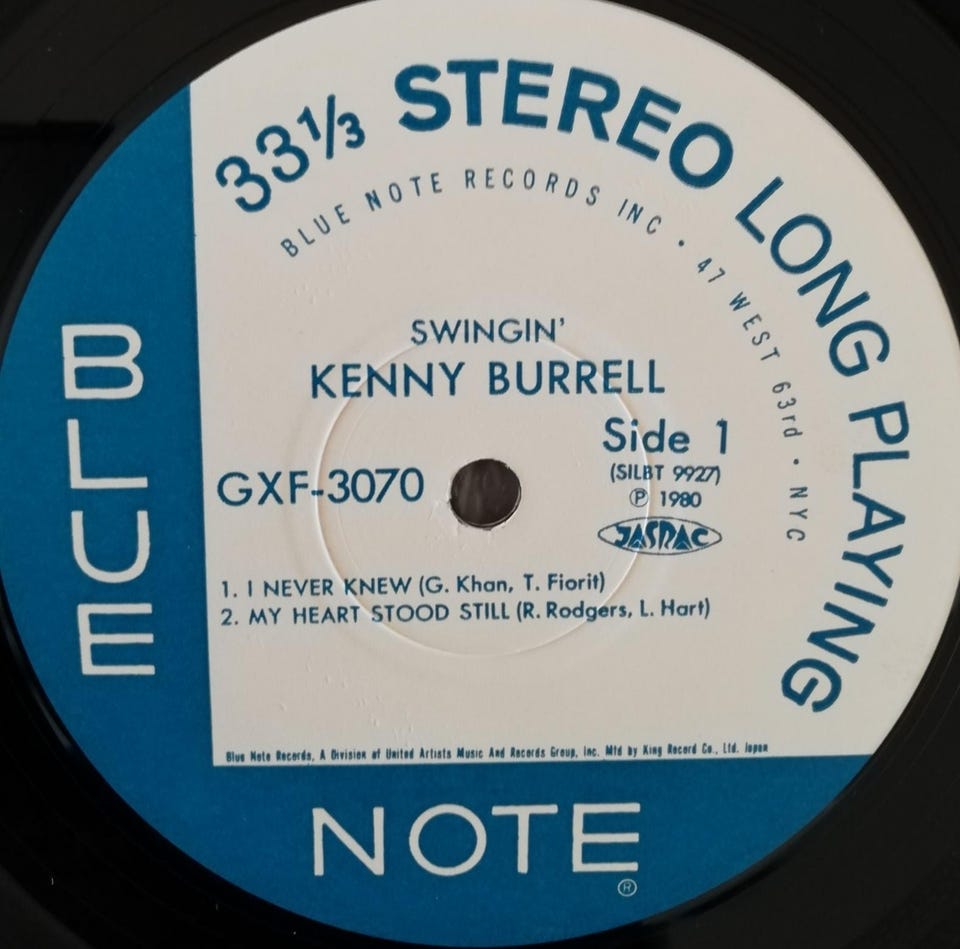 33⅓ STEREO LONG PLAYING
BLUE NOTE RECORDS INC · 47 WEST 63rd · NYC
SWINGIN'
KENNY BURRELL
Side 1
GXF-3070
(SILBT 9927)
℗ 1980
JASRAC
1. I NEVER KNEW (G. Khan, T. Fiorit)
2. MY HEART STOOD STILL (R. Rodgers, L. Hart)
Blue Note Records, A Division of United Artists Music And Records Group, Inc. Mfd by King Record Co., Ltd. Japan
BLUE
NOTE
®